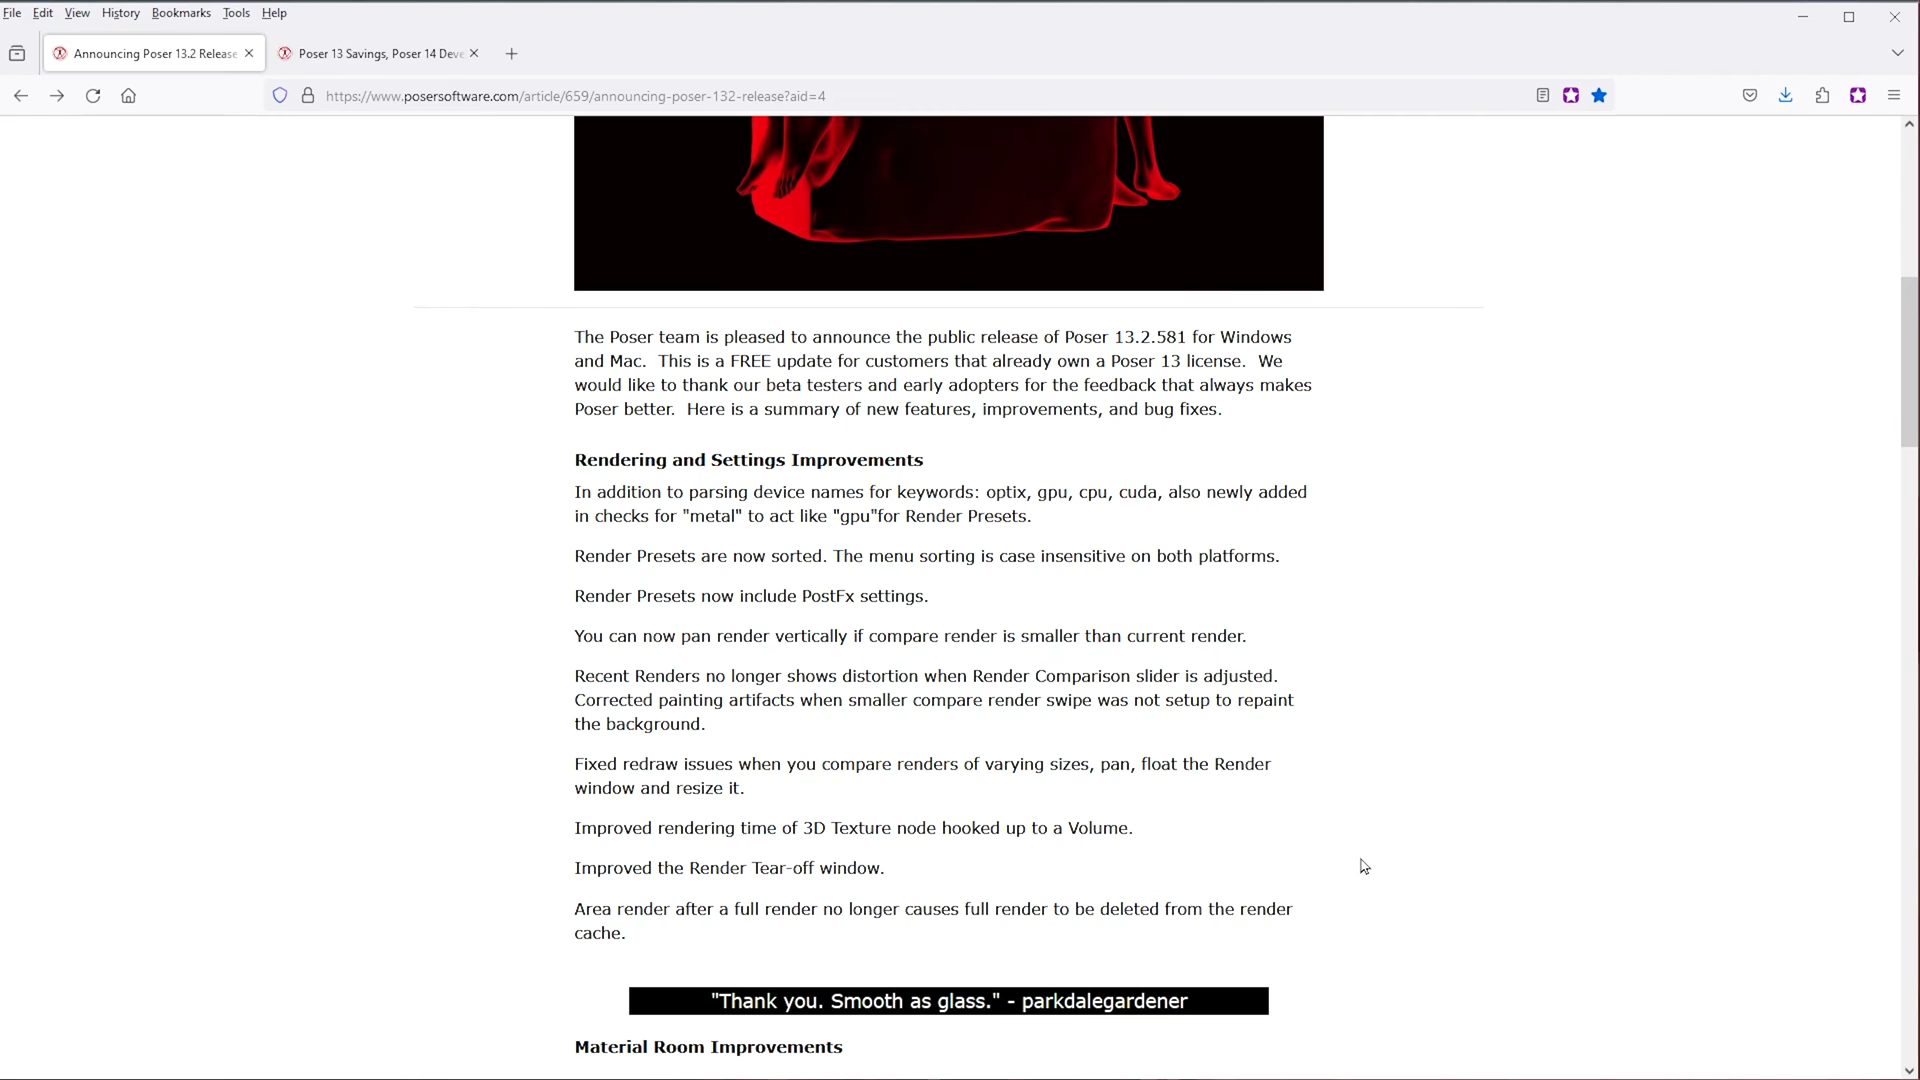 File Edit View History Bookmarks Tools Help
Announcing Poser 13.2 Release
Poser 13 Savings, Poser 14 Deve
https://www.posersoftware.com/article/659/announcing-poser-132-release?aid=4
The Poser team is pleased to announce the public release of Poser 13.2.581 for Windows
and Mac.  This is a FREE update for customers that already own a Poser 13 license.  We
would like to thank our beta testers and early adopters for the feedback that always makes
Poser better.  Here is a summary of new features, improvements, and bug fixes.
Rendering and Settings Improvements
In addition to parsing device names for keywords: optix, gpu, cpu, cuda, also newly added
in checks for "metal" to act like "gpu"for Render Presets.
Render Presets are now sorted. The menu sorting is case insensitive on both platforms.
Render Presets now include PostFx settings.
You can now pan render vertically if compare render is smaller than current render.
Recent Renders no longer shows distortion when Render Comparison slider is adjusted.
Corrected painting artifacts when smaller compare render swipe was not setup to repaint
the background.
Fixed redraw issues when you compare renders of varying sizes, pan, float the Render
window and resize it.
Improved rendering time of 3D Texture node hooked up to a Volume.
Improved the Render Tear-off window.
Area render after a full render no longer causes full render to be deleted from the render
cache.
"Thank you. Smooth as glass." - parkdalegardener
Material Room Improvements